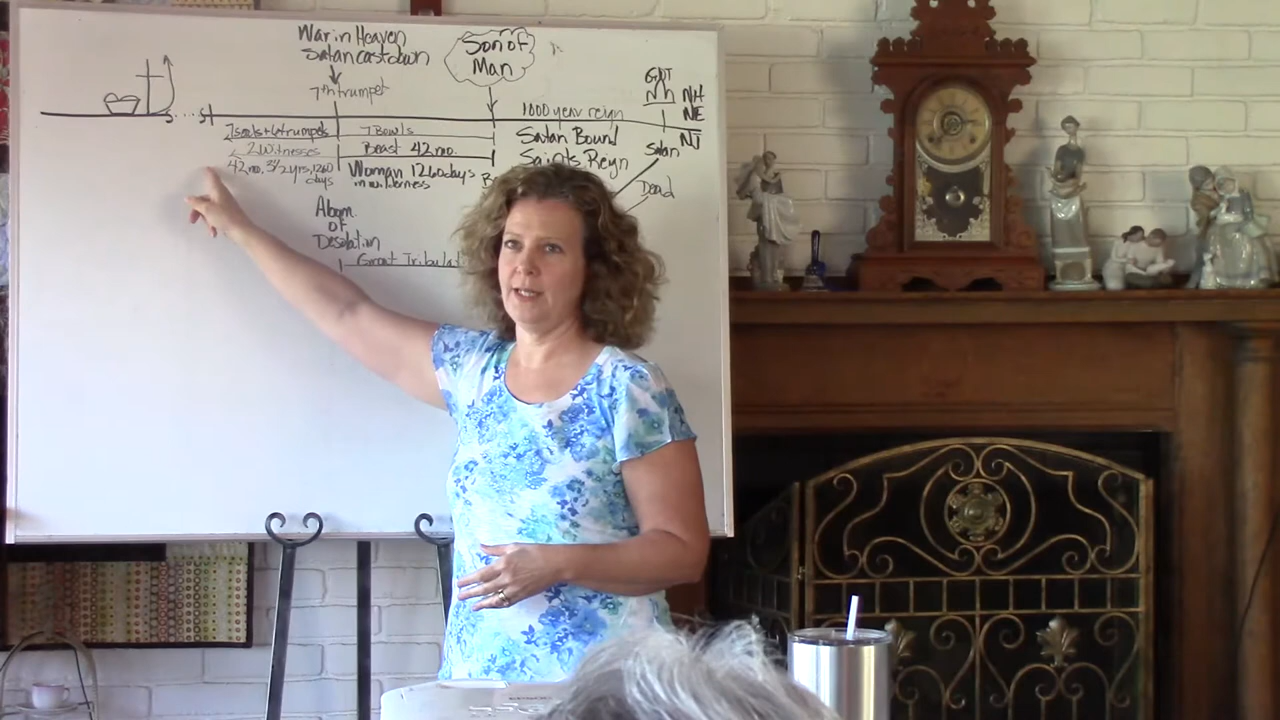 War in Heaven
Satan cast down
Son of
Man
7th trumpet
GWT
NH
NE
NJ
1000 year reign
7 seals + 6 trumpets
7 Bowls
Satan Bound
2 Witnesses
Beast 42 mo.
Saints Reign
Satan
42 mo, 3 1/2 yrs, 1260
days
Woman 1260 days
in wilderness
Dead
Abom.
of
Desolation
Great Tribulati